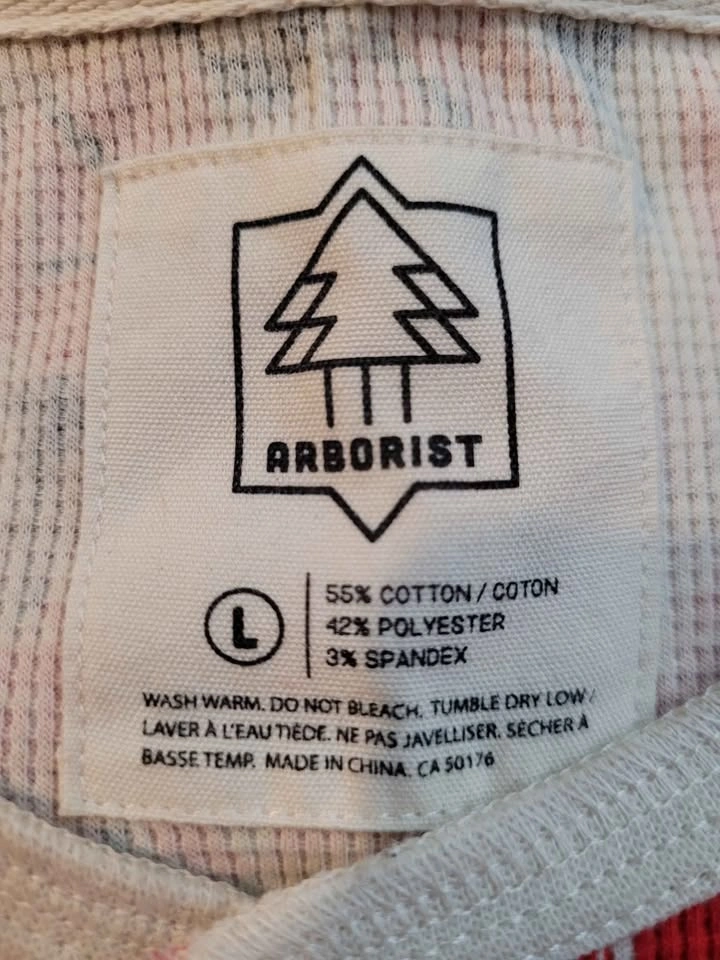 ARBORIST
L
55% COTTON / COTON
42% POLYESTER
3% SPANDEX
WASH WARM. DO NOT BLEACH. TUMBLE DRY LOW /
LAVER À L'EAU TIÈDE. NE PAS JAVELLISER. SÉCHER À
BASSE TEMP. MADE IN CHINA. CA 50176